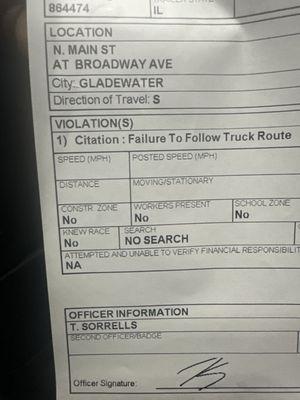 864474
TRAILER STATE
IL
LOCATION
N. MAIN ST
AT BROADWAY AVE
City: GLADEWATER
Direction of Travel: S
VIOLATION(S)
1) Citation : Failure To Follow Truck Route
SPEED (MPH) POSTED SPEED (MPH)
DISTANCE MOVING/STATIONARY
CONSTR. ZONE WORKERS PRESENT SCHOOL ZONE
No No No
KNEW RACE SEARCH
No NO SEARCH
ATTEMPTED AND UNABLE TO VERIFY FINANCIAL RESPONSIBILIT
NA
OFFICER INFORMATION
T. SORRELLS
SECOND OFFICER/BADGE
Officer Signature: